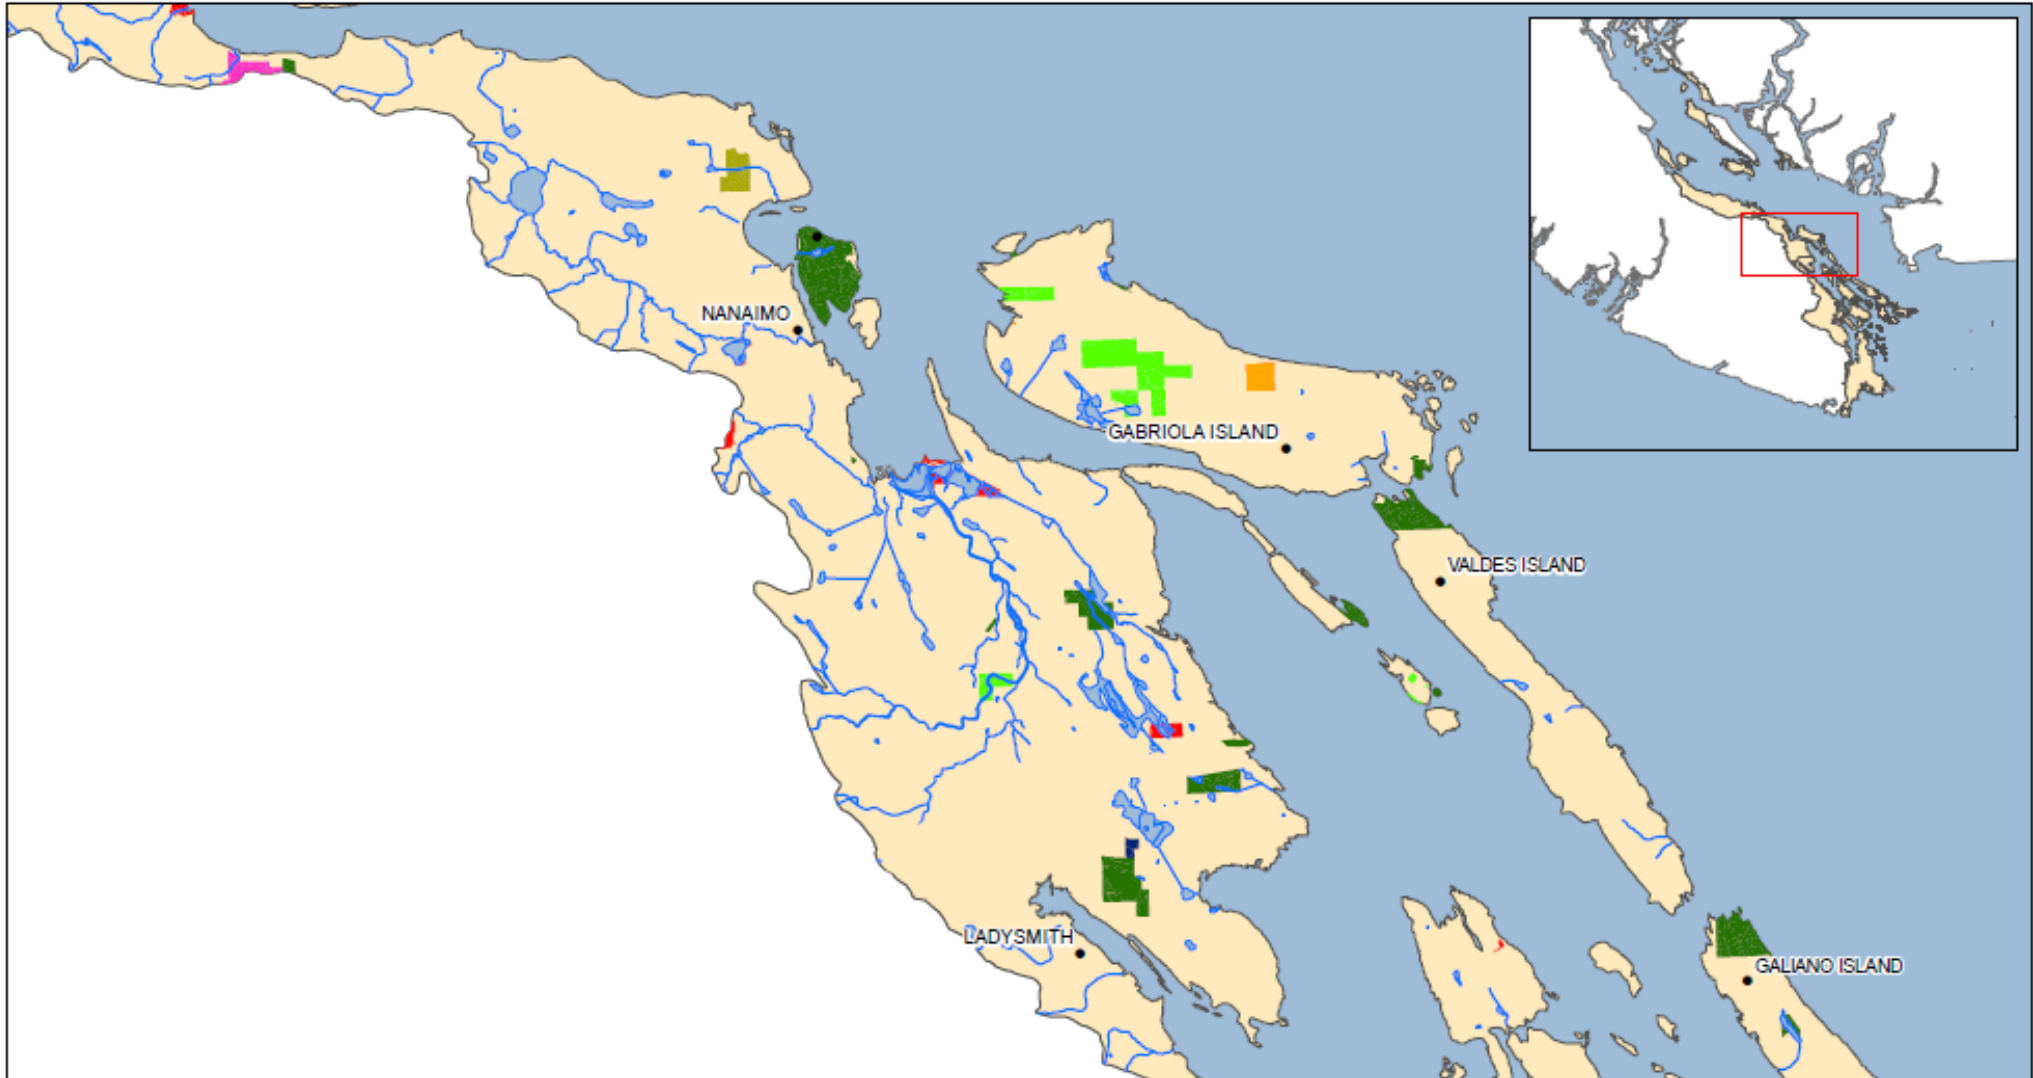 NANAIMO
GABRIOLA ISLAND
VALDES ISLAND
LADYSMITH
GALIANO ISLAND